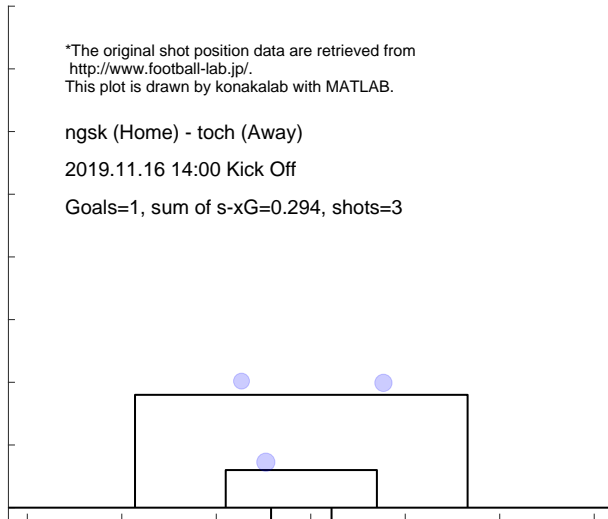 *The original shot position data are retrieved from
http://www.football-lab.jp/.
This plot is drawn by konakalab with MATLAB.
ngsk (Home) - toch (Away)
2019.11.16 14:00 Kick Off
Goals=1, sum of s-xG=0.294, shots=3